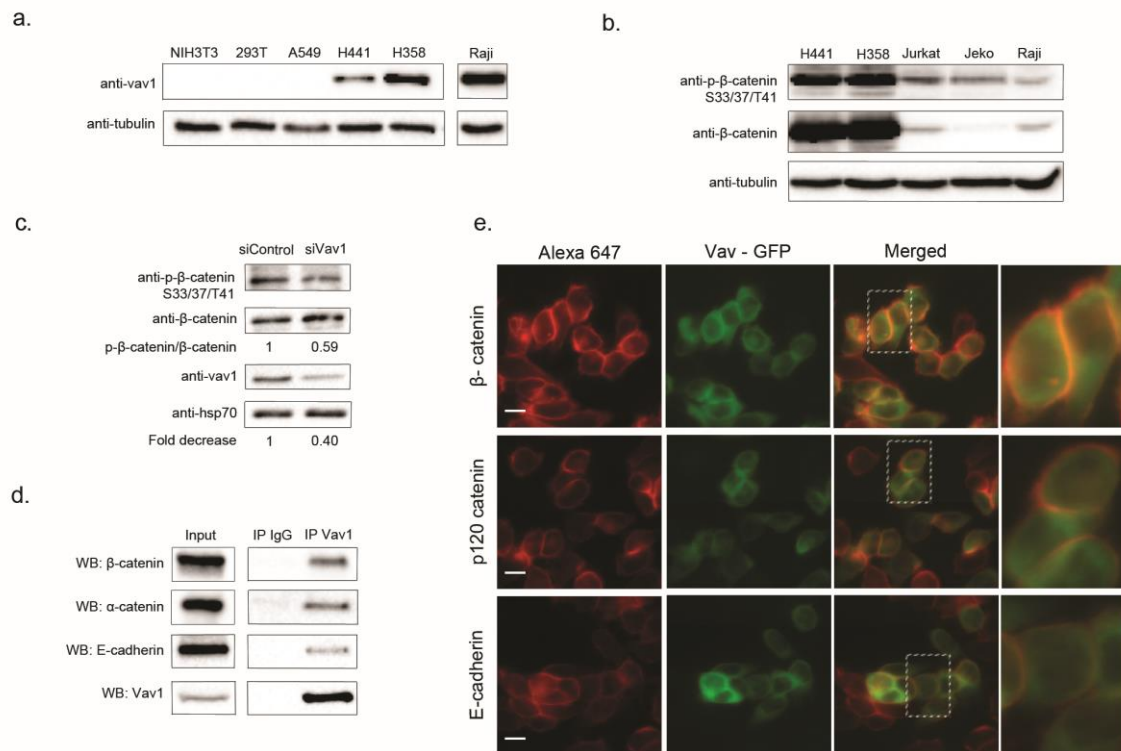 a.
NIH3T3 293T A549 H441 H358 Raji
anti-vav1
anti-tubulin
b.
H441 H358 Jurkat Jeko Raji
anti-p-β-catenin
S33/37/T41
anti-β-catenin
anti-tubulin
c.
siControl siVav1
anti-p-β-catenin
S33/37/T41
anti-β-catenin
p-β-catenin/β-catenin 1 0.59
anti-vav1
anti-hsp70
Fold decrease 1 0.40
d.
Input IP IgG IP Vav1
WB: β-catenin
WB: α-catenin
WB: E-cadherin
WB: Vav1
e.
Alexa 647 Vav - GFP Merged
β- catenin
p120 catenin
E-cadherin